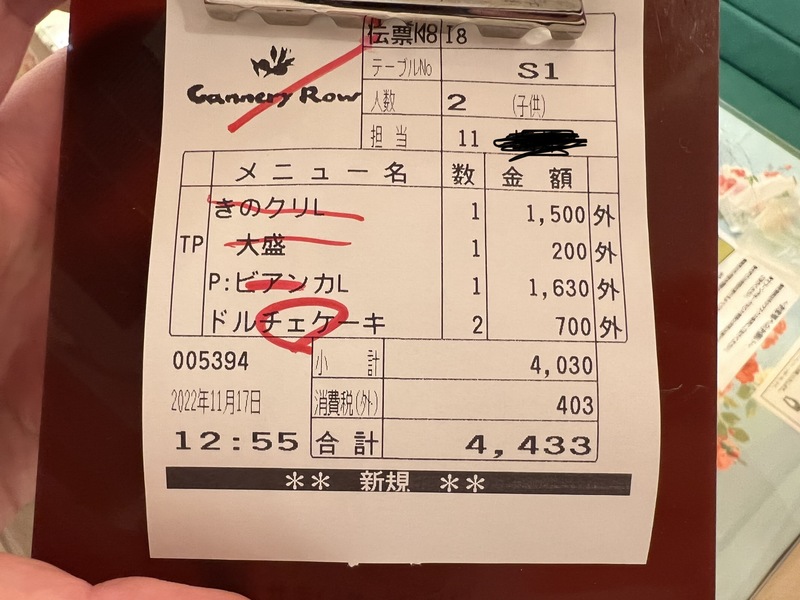 伝票№ I8
Cannery Row
テーブルNo S1
人数 2 (子供)
担当 11
メニュー名 数 金額
きのクリL 1 1,500 外
TP 大盛 1 200 外
P:ビアンカL 1 1,630 外
ドルチェケーキ 2 700 外
005394 小計 4,030
2022年11月17日 消費税(外) 403
12:55 合計 4,433
** 新規 **